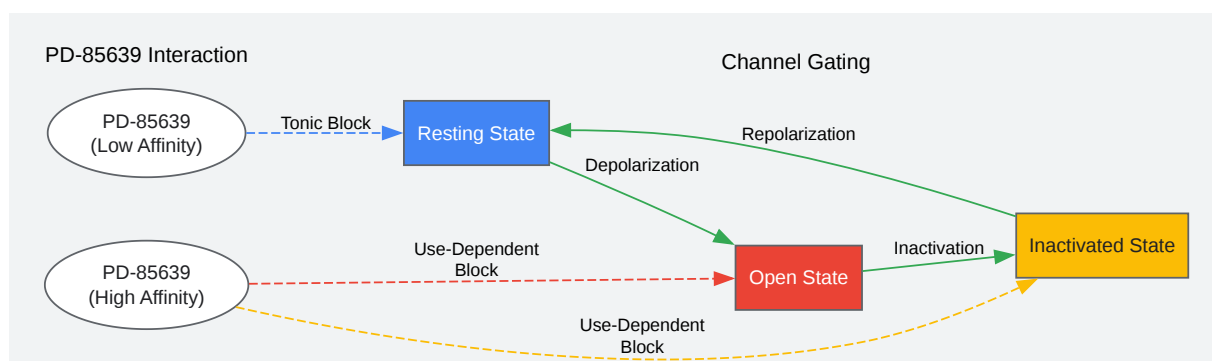 PD-85639 Interaction
Channel Gating
PD-85639
(Low Affinity)
Tonic Block
Resting State
Repolarization
Depolarization
PD-85639
(High Affinity)
Use-Dependent
Block
Open State
Inactivation
Inactivated State
Use-Dependent
Block